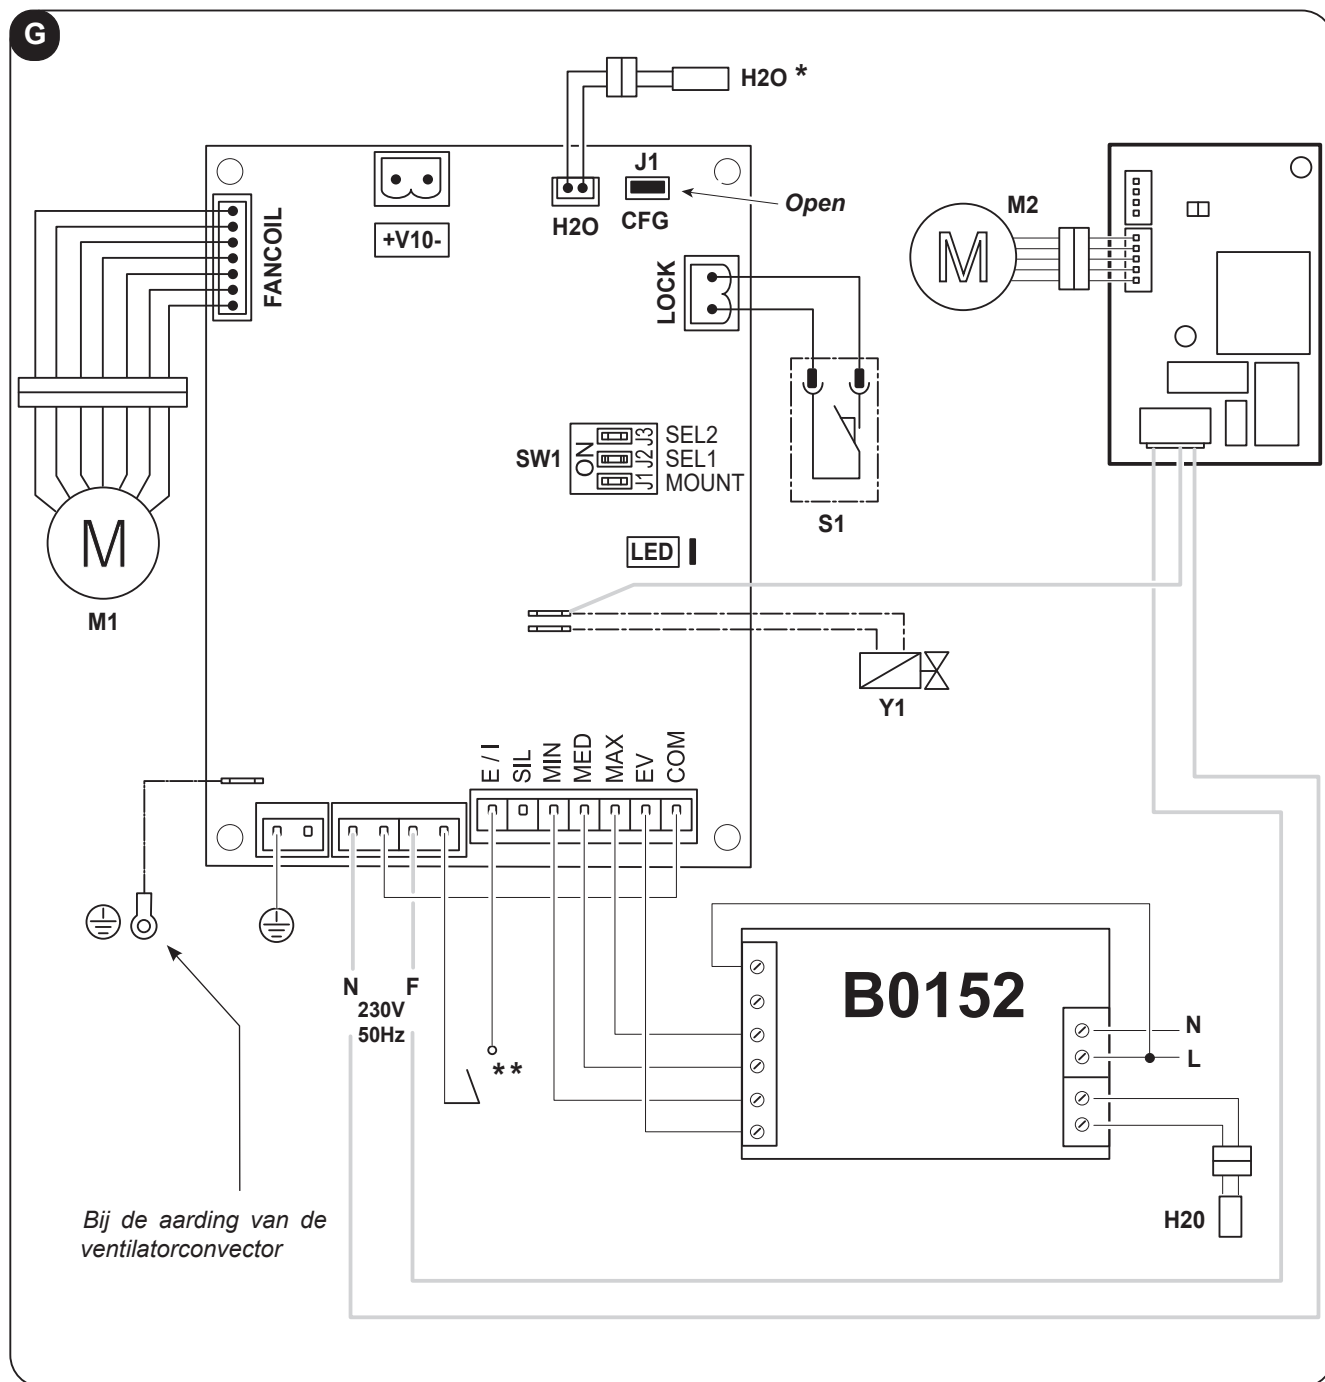 G
H2O *
J1
Open
H2O
CFG
+V10-
FANCOIL
LOCK
M2
M
SW1
ON
J3 SEL2
J2 SEL1
J1 MOUNT
S1
LED
M
M1
Y1
E / I
SIL
MIN
MED
MAX
EV
COM
N F
230V
50Hz
**
B0152
N
L
H20
Bij de aarding van de
ventilatorconvector